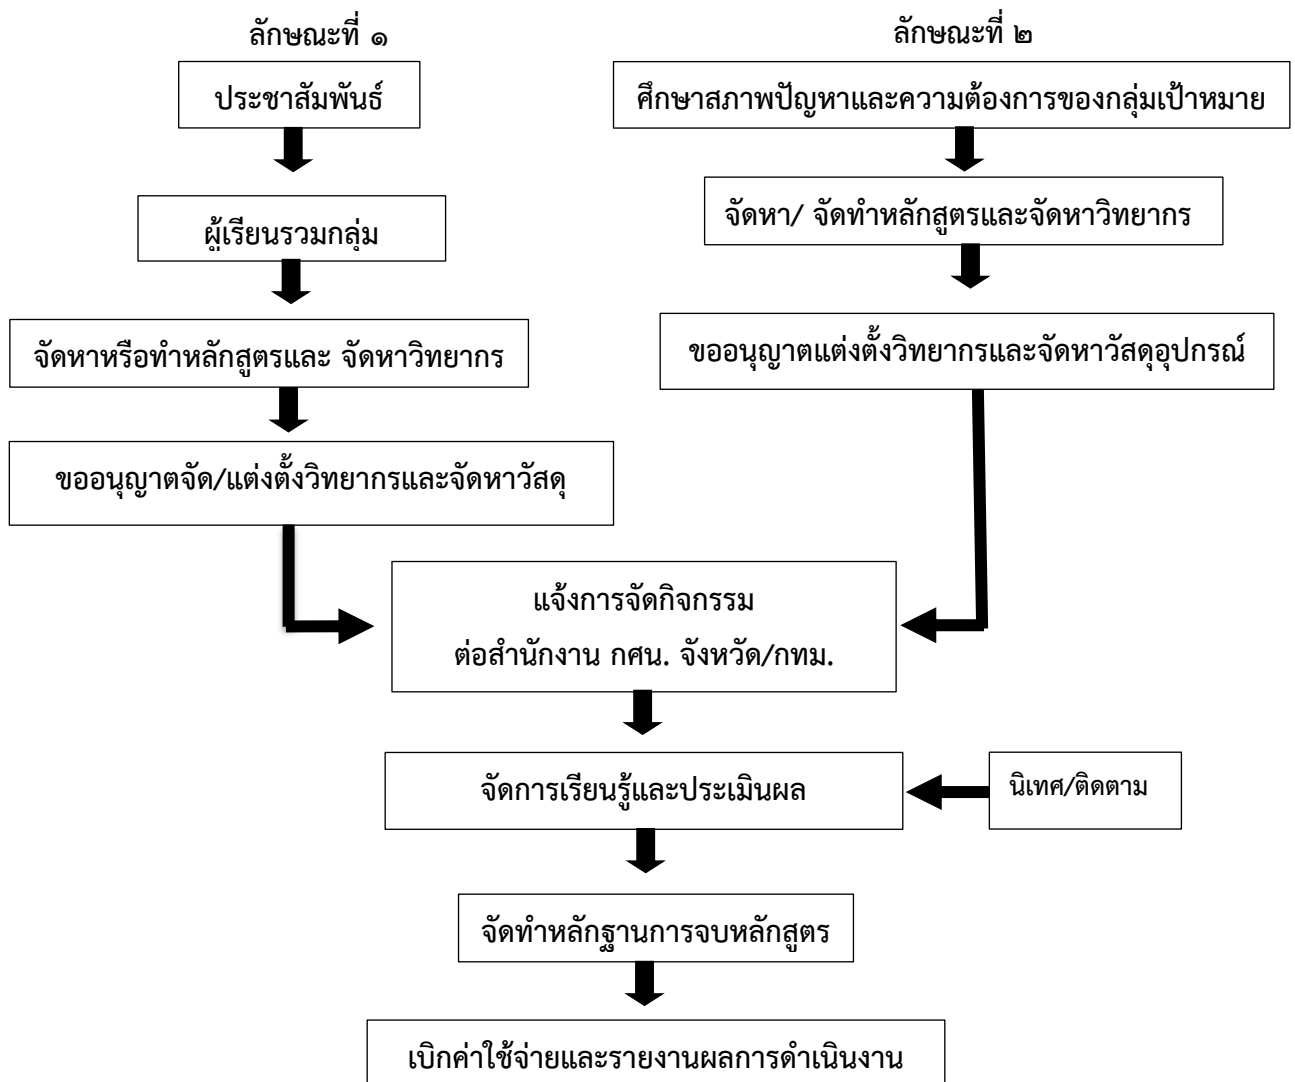 ลักษณะที่ ๑
ลักษณะที่ ๒
ประชาสัมพันธ์
ศึกษาสภาพปัญหาและความต้องการของกลุ่มเป้าหมาย
ผู้เรียนรวมกลุ่ม
จัดหา/ จัดทำหลักสูตรและจัดหาวิทยากร
จัดหาหรือทำหลักสูตรและ จัดหาวิทยากร
ขออนุญาตแต่งตั้งวิทยากรและจัดหาวัสดุอุปกรณ์
ขออนุญาตจัด/แต่งตั้งวิทยากรและจัดหาวัสดุ
แจ้งการจัดกิจกรรม
ต่อสำนักงาน กศน. จังหวัด/กทม.
จัดการเรียนรู้และประเมินผล
นิเทศ/ติดตาม
จัดทำหลักฐานการจบหลักสูตร
เบิกค่าใช้จ่ายและรายงานผลการดำเนินงาน